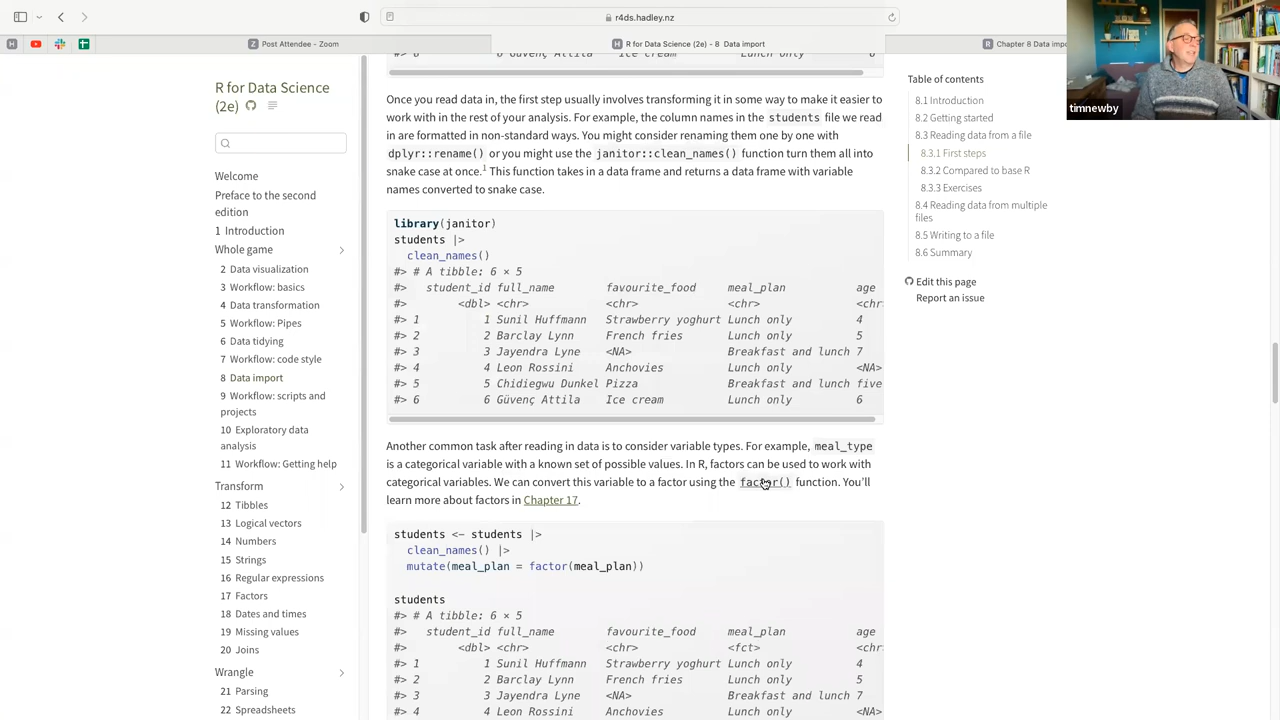 r4ds.hadley.nz
Post Attendee - Zoom
R for Data Science (2e) - 8 Data import
Chapter 8 Data impo
timnewby
R for Data Science
(2e)
Welcome
Preface to the second
edition
1 Introduction
Whole game
2 Data visualization
3 Workflow: basics
4 Data transformation
5 Workflow: Pipes
6 Data tidying
7 Workflow: code style
8 Data import
9 Workflow: scripts and
projects
10 Exploratory data
analysis
11 Workflow: Getting help
Transform
12 Tibbles
13 Logical vectors
14 Numbers
15 Strings
16 Regular expressions
17 Factors
18 Dates and times
19 Missing values
20 Joins
Wrangle
21 Parsing
22 Spreadsheets
#> 6 6 Güvenç Attila Ice cream Lunch only 6
Once you read data in, the first step usually involves transforming it in some way to make it easier to
work with in the rest of your analysis. For example, the column names in the students file we read
in are formatted in non-standard ways. You might consider renaming them one by one with
dplyr::rename() or you might use the janitor::clean_names() function turn them all into
snake case at once.1 This function takes in a data frame and returns a data frame with variable
names converted to snake case.
library(janitor)
students |>
clean_names()
#> # A tibble: 6 × 5
#> student_id full_name favourite_food meal_plan age
#> <dbl> <chr> <chr> <chr> <chr
#> 1 1 Sunil Huffmann Strawberry yoghurt Lunch only 4
#> 2 2 Barclay Lynn French fries Lunch only 5
#> 3 3 Jayendra Lyne <NA> Breakfast and lunch 7
#> 4 4 Leon Rossini Anchovies Lunch only <NA>
#> 5 5 Chidiegwu Dunkel Pizza Breakfast and lunch five
#> 6 6 Güvenç Attila Ice cream Lunch only 6
Another common task after reading in data is to consider variable types. For example, meal_type
is a categorical variable with a known set of possible values. In R, factors can be used to work with
categorical variables. We can convert this variable to a factor using the factor() function. You'll
learn more about factors in Chapter 17.
students <- students |>
clean_names() |>
mutate(meal_plan = factor(meal_plan))
students
#> # A tibble: 6 × 5
#> student_id full_name favourite_food meal_plan age
#> <dbl> <chr> <chr> <fct> <chr
#> 1 1 Sunil Huffmann Strawberry yoghurt Lunch only 4
#> 2 2 Barclay Lynn French fries Lunch only 5
#> 3 3 Jayendra Lyne <NA> Breakfast and lunch 7
#> 4 4 Leon Rossini Anchovies Lunch only <NA>
Table of contents
8.1 Introduction
8.2 Getting started
8.3 Reading data from a file
8.3.1 First steps
8.3.2 Compared to base R
8.3.3 Exercises
8.4 Reading data from multiple
files
8.5 Writing to a file
8.6 Summary
Edit this page
Report an issue